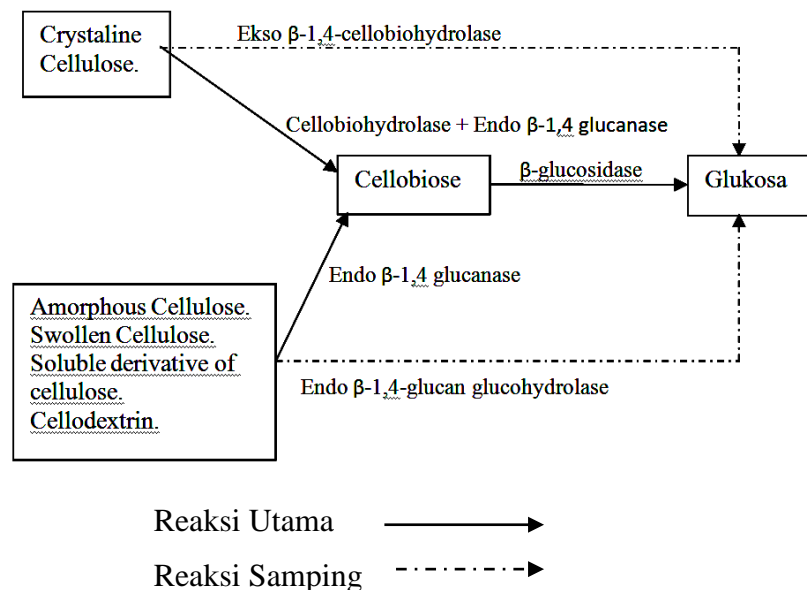 Crystaline
Cellulose.
Ekso β-1,4-cellobiohydrolase
Cellobiohydrolase + Endo β-1,4 glucanase
Cellobiose
β-glucosidase
Glukosa
Endo β-1,4 glucanase
Amorphous Cellulose.
Swollen Cellulose.
Soluble derivative of
cellulose.
Cellodextrin.
Endo β-1,4-glucan glucohydrolase
Reaksi Utama
Reaksi Samping